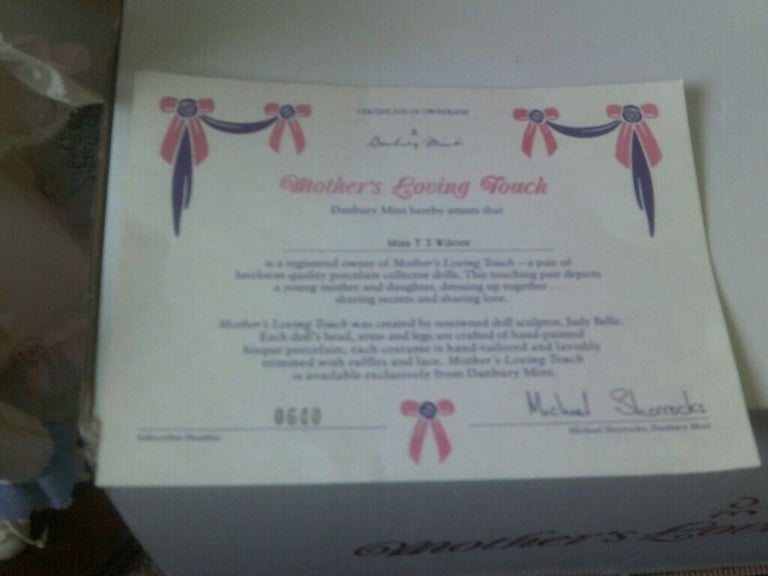 CERTIFICATE OF OWNERSHIP
&
Danbury Mint
Mother's Loving Touch
Danbury Mint hereby attests that
Miss T J Wilcox
is a registered owner of Mother's Loving Touch – a pair of
heirloom quality porcelain collector dolls. This touching pair depicts
a young mother and daughter, dressing up together . . .
sharing secrets and sharing love.
Mother's Loving Touch was created by renowned doll sculptor, Judy Belle.
Each doll's head, arms and legs are crafted of hand-painted
bisque porcelain; each costume is hand-tailored and lavishly
trimmed with ruffles and lace. Mother's Loving Touch
is available exclusively from Danbury Mint.
0640
Michael Shorrocks
Subscriber Number
Michael Shorrocks, Danbury Mint
Mother's Lovin